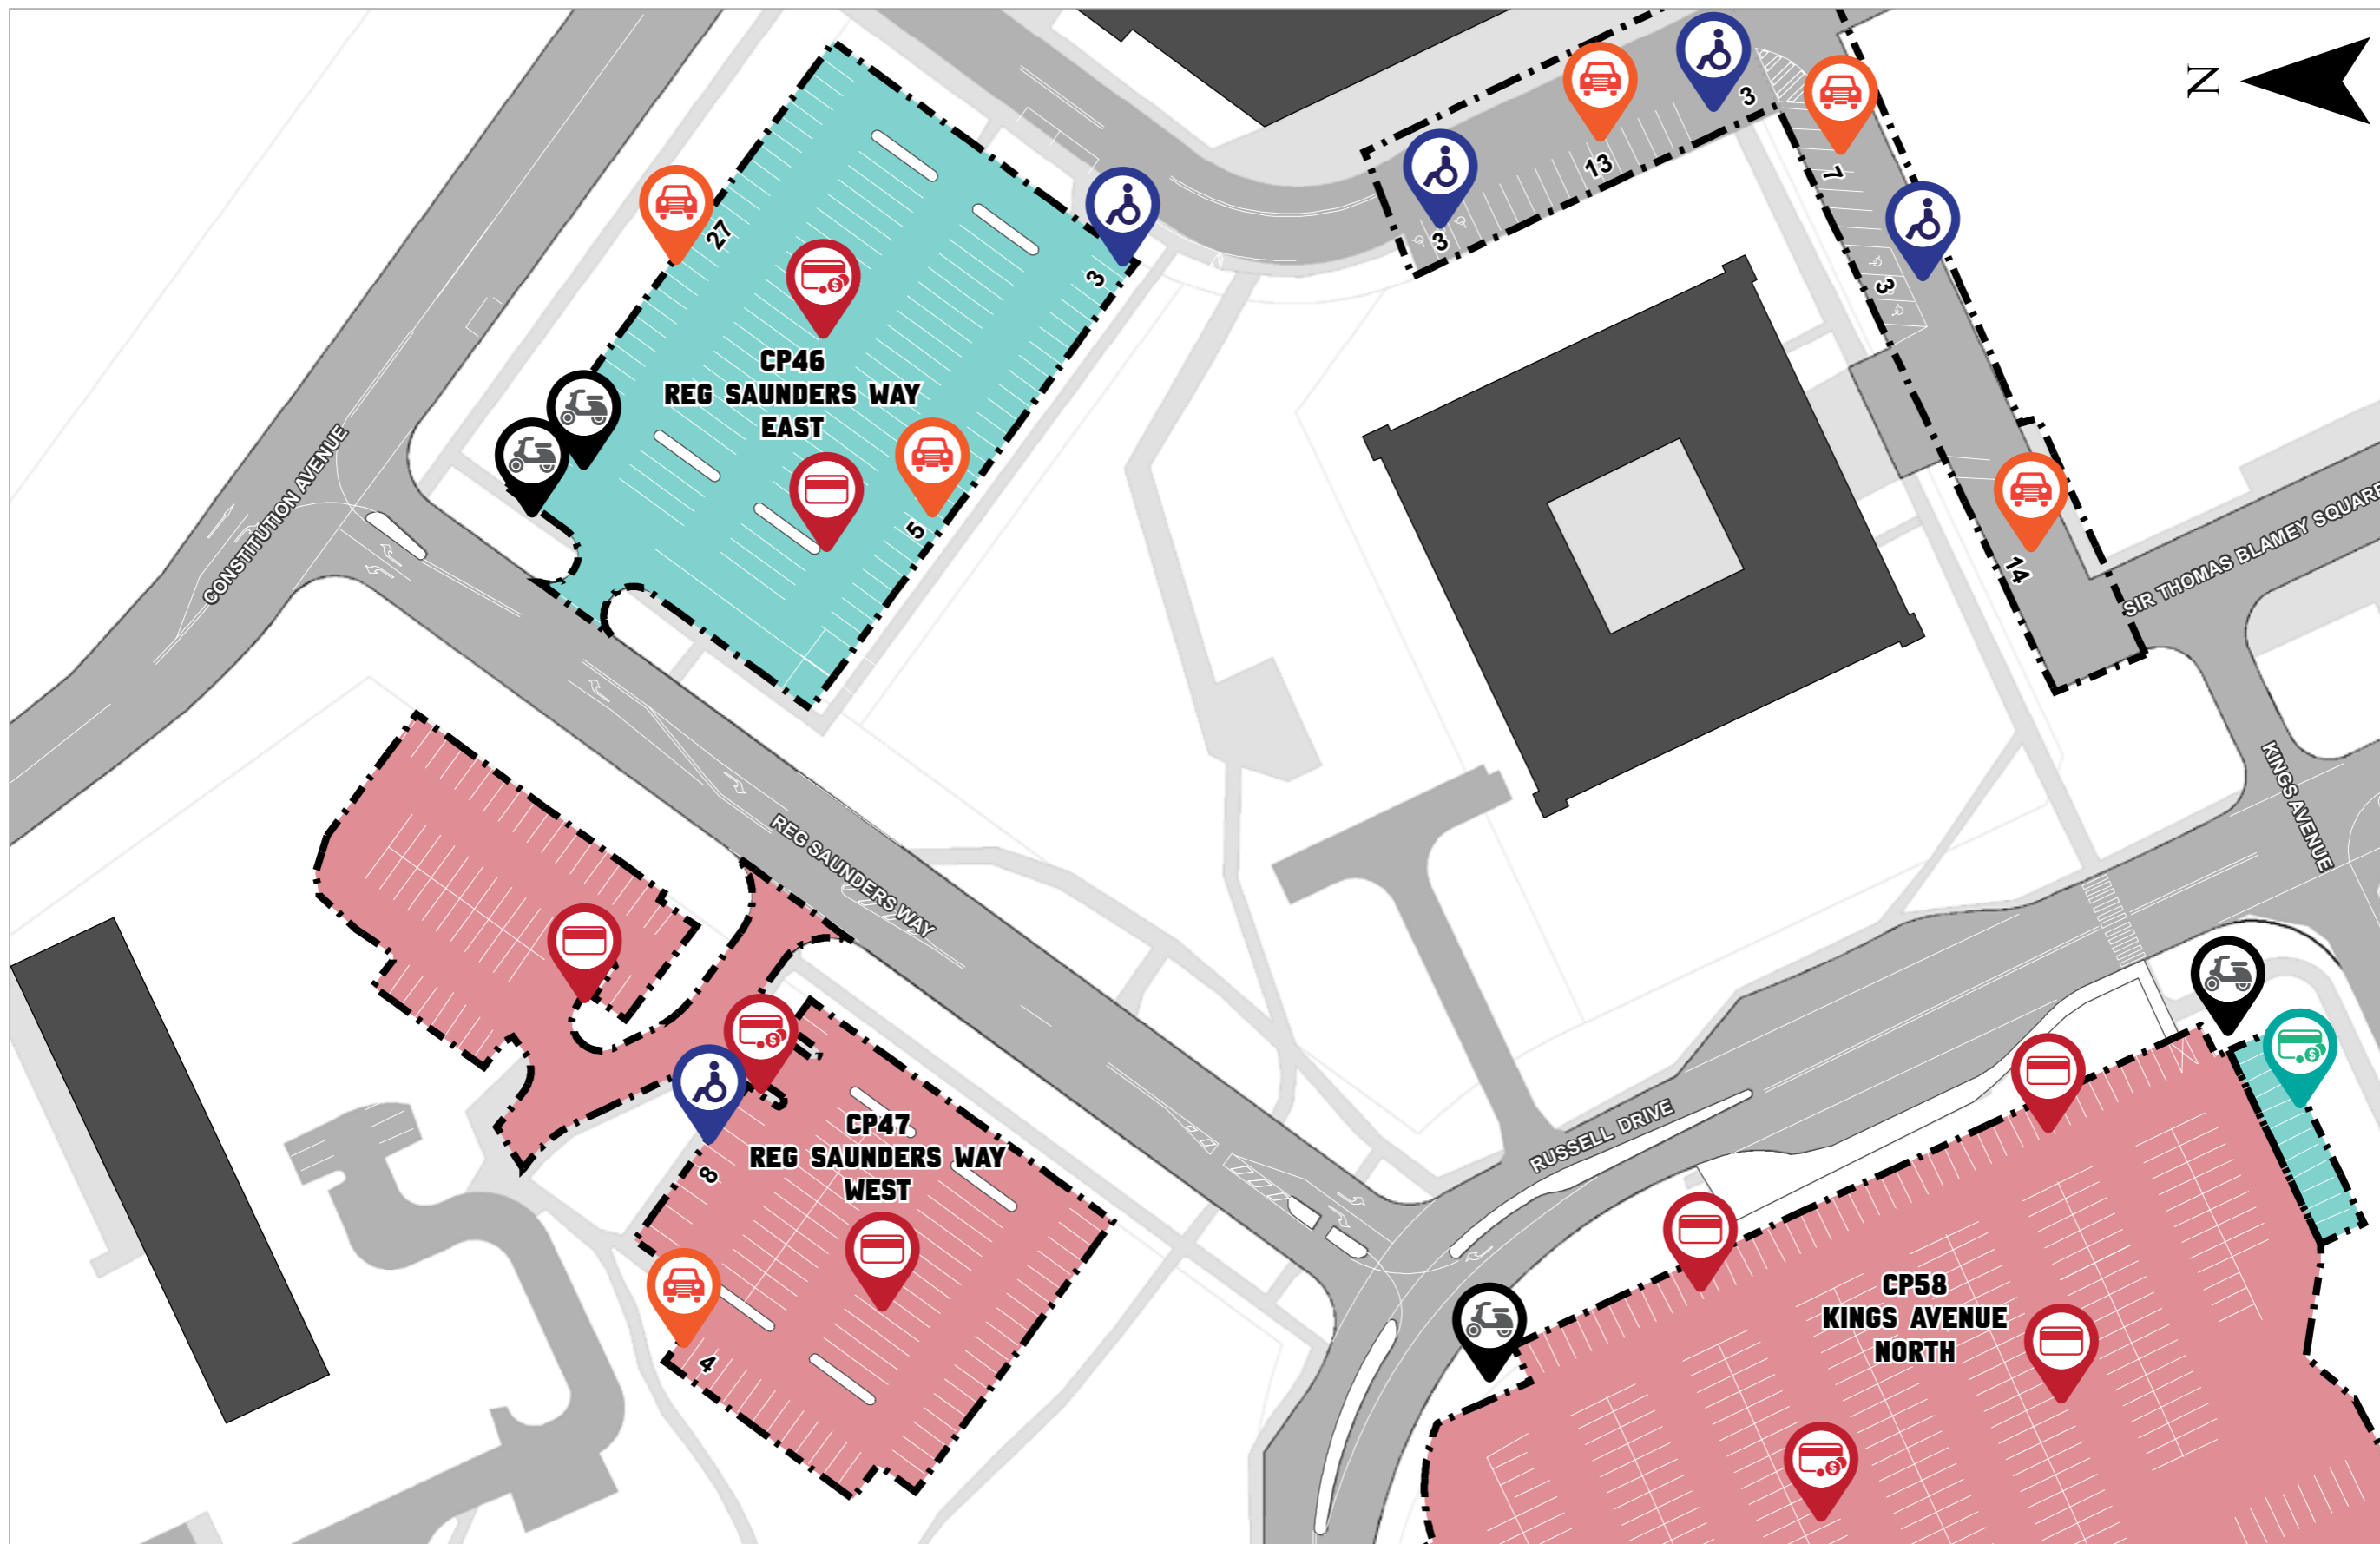 N
3
13
7
27
3
3
3
CP46
REG SAUNDERS WAY
EAST
5
14
CONSTITUTION AVENUE
SIR THOMAS BLAMEY SQUARE
KINGS AVENUE
REG SAUNDERS WAY
RUSSELL DRIVE
CP47
REG SAUNDERS WAY
WEST
8
4
CP58
KINGS AVENUE
NORTH